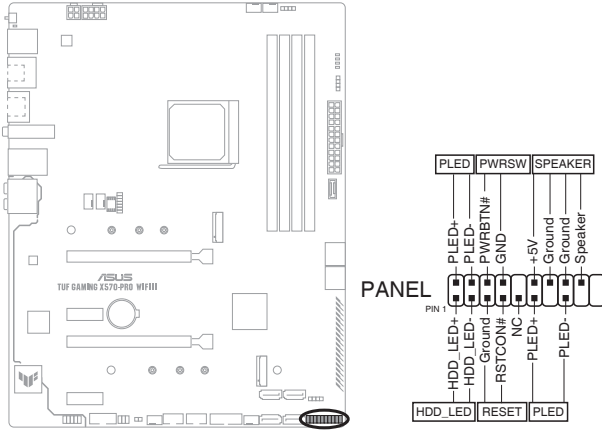 PLED PWRSW SPEAKER
PLED+
PLED-
PWRBTN#
GND
+5V
Ground
Ground
Speaker
PANEL
PIN 1
HDD_LED+
HDD_LED-
Ground
RSTCON#
NC
PLED+
PLED-
HDD_LED RESET PLED
ASUS
TUF GAMING X570-PRO WIFI II